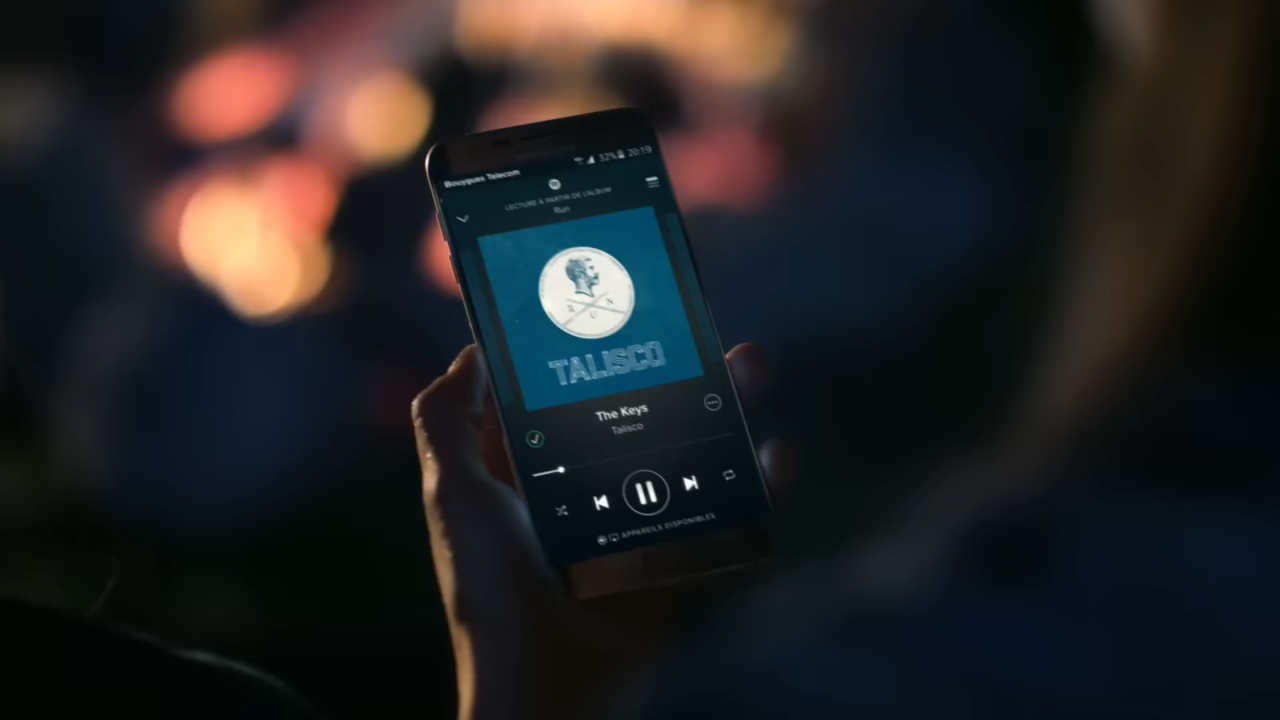 Bouygues Telecom 32% 20:19
LECTURE À PARTIR DE L'ALBUM
Run
R U N
TALISCO
The Keys
Talisco
APPAREILS DISPONIBLES